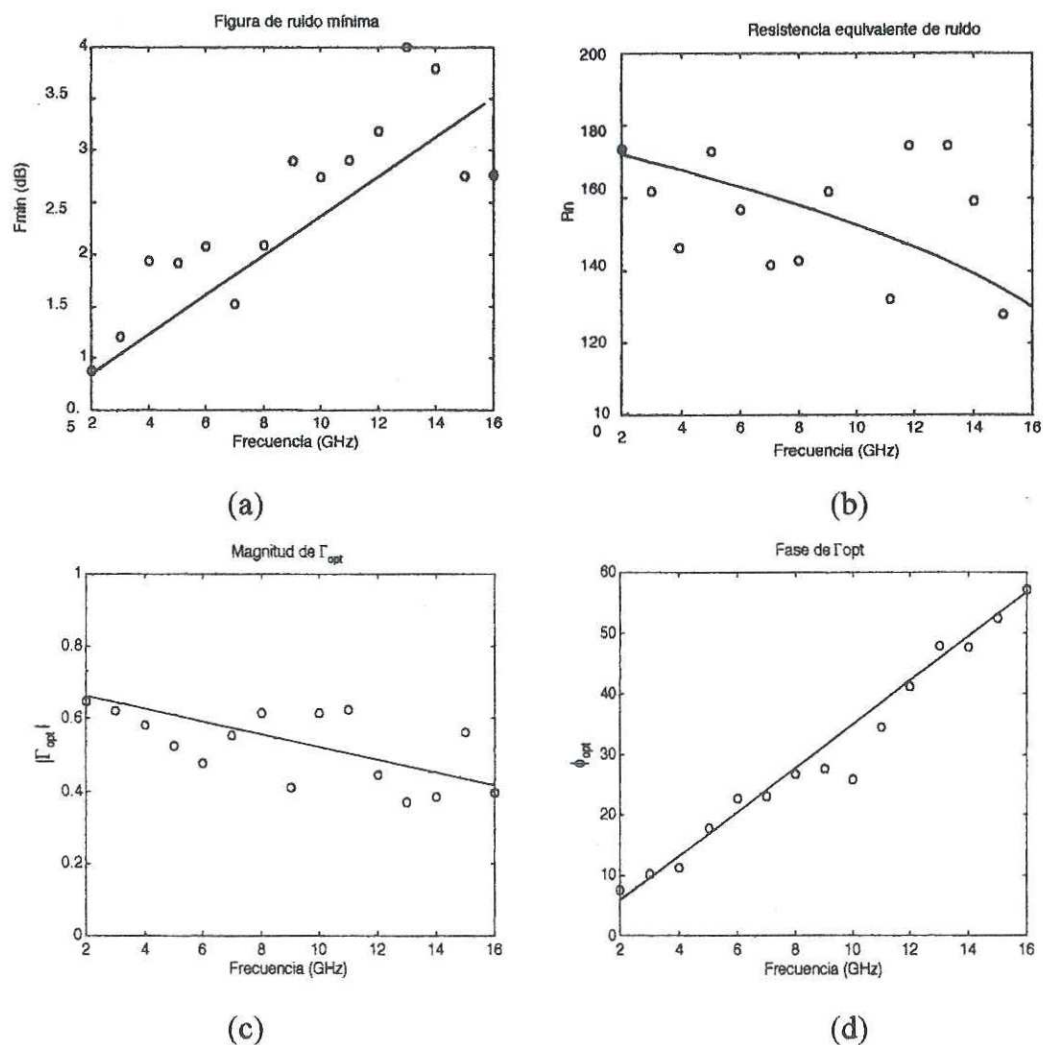 Figura de ruido mínima
4
3.5
3
2.5
2
1.5
1
0.
5
2 4 6 8 10 12 14 16
Fmin (dB)
Frecuencia (GHz)
(a)
Resistencia equivalente de ruido
200
180
160
140
120
10
0
2 4 6 8 10 12 14 16
Rn
Frecuencia (GHz)
(b)
Magnitud de Γopt
1
0.8
0.6
0.4
0.2
0
2 4 6 8 10 12 14 16
|Γopt|
Frecuencia (GHz)
(c)
Fase de Γopt
60
50
40
30
20
10
0
2 4 6 8 10 12 14 16
ϕopt
Frecuencia (GHz)
(d)